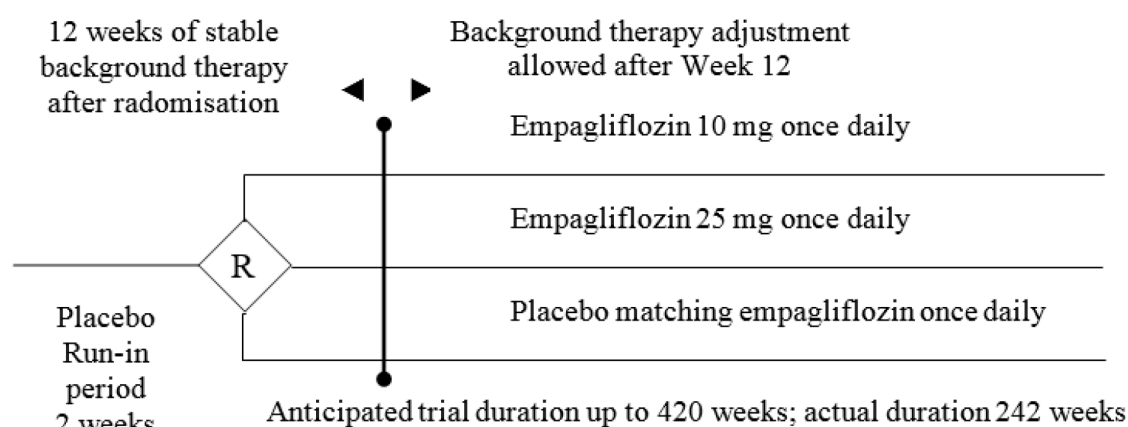 12 weeks of stable
background therapy
after radomisation
Background therapy adjustment
allowed after Week 12
Empagliflozin 10 mg once daily
Empagliflozin 25 mg once daily
R
Placebo matching empagliflozin once daily
Placebo
Run-in
period
2 weeks
Anticipated trial duration up to 420 weeks; actual duration 242 weeks